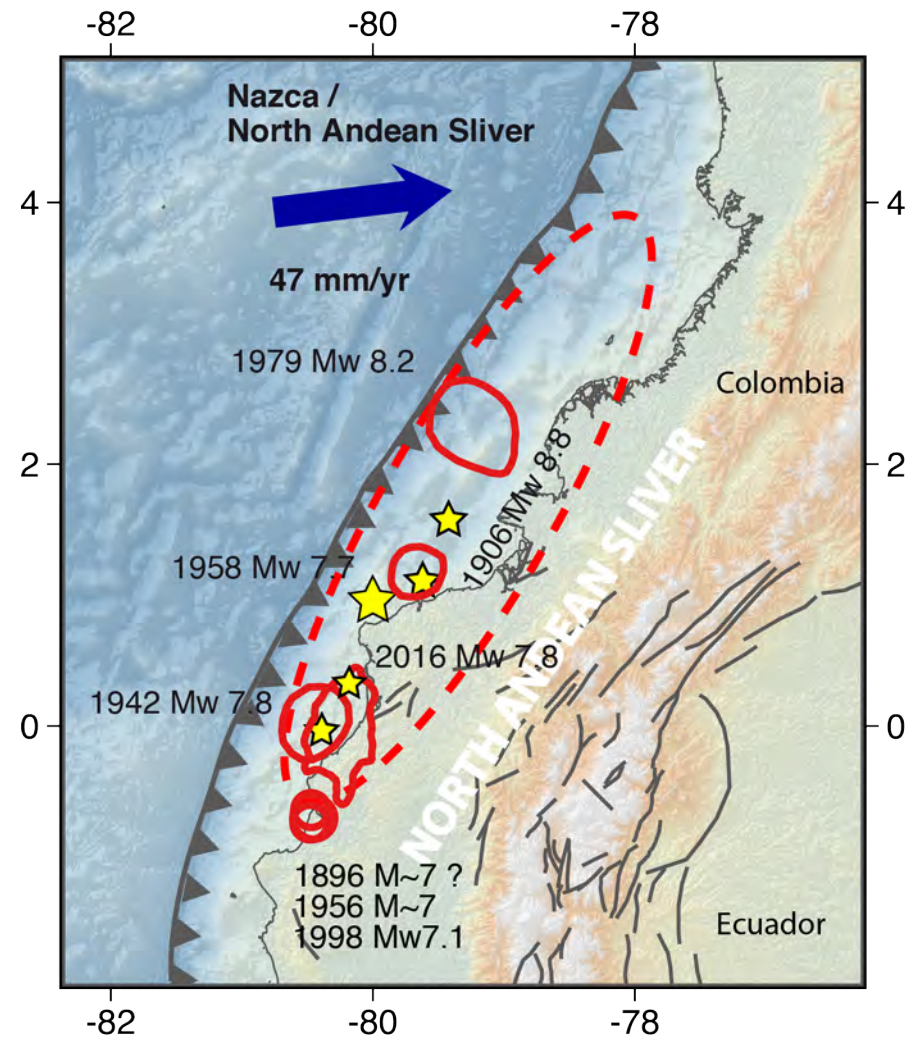 -82 -80 -78
Nazca /
North Andean Sliver
4 4
47 mm/yr
1979 Mw 8.2
Colombia
2 2
1906 Mw 8.8
1958 Mw 7.7
NORTH ANDEAN SLIVER
2016 Mw 7.8
1942 Mw 7.8
0 0
1896 M~7 ?
1956 M~7
1998 Mw7.1
Ecuador
-82 -80 -78